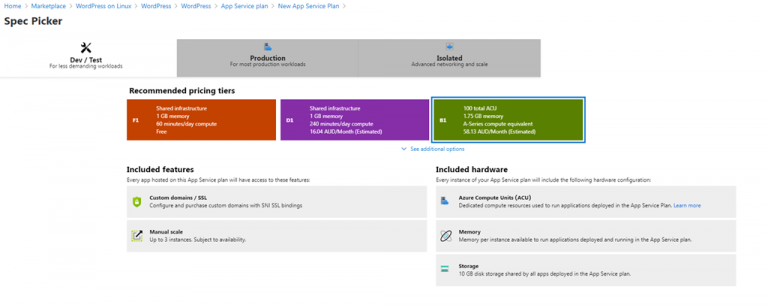 Home > Marketplace > WordPress on Linux > WordPress > WordPress > App Service plan > New App Service Plan >
Spec Picker
Dev / Test
For less demanding workloads
Production
For most production workloads
Isolated
Advanced networking and scale
Recommended pricing tiers
F1
Shared infrastructure
1 GB memory
60 minutes/day compute
Free
D1
Shared infrastructure
1 GB memory
240 minutes/day compute
16.04 AUD/Month (Estimated)
B1
100 total ACU
1.75 GB memory
A-Series compute equivalent
58.13 AUD/Month (Estimated)
See additional options
Included features
Every app hosted on this App Service plan will have access to these features:
Custom domains / SSL
Configure and purchase custom domains with SNI SSL bindings
Manual scale
Up to 3 instances. Subject to availability.
Included hardware
Every instance of your App Service plan will include the following hardware configuration:
Azure Compute Units (ACU)
Dedicated compute resources used to run applications deployed in the App Service Plan. Learn more
Memory
Memory per instance available to run applications deployed and running in the App Service plan.
Storage
10 GB disk storage shared by all apps deployed in the App Service plan.